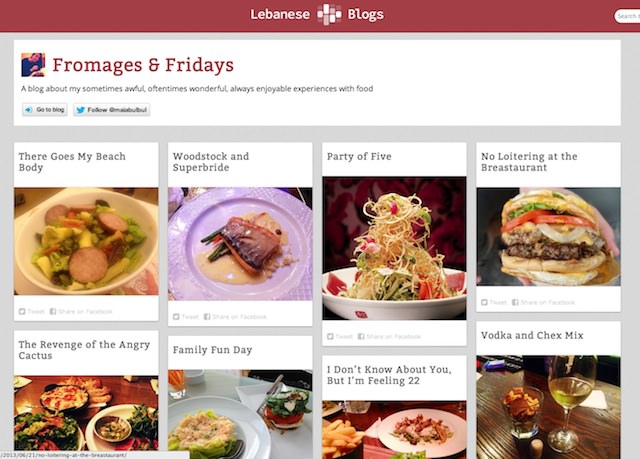 Lebanese Blogs
Search
Fromages & Fridays
A blog about my sometimes awful, oftentimes wonderful, always enjoyable experiences with food
Go to blog
Follow @maiabulbul
There Goes My Beach
Body
Tweet Share on Facebook
The Revenge of the Angry
Cactus
Woodstock and
Superbride
Tweet Share on Facebook
Family Fun Day
Party of Five
Tweet Share on Facebook
I Don't Know About You,
But I'm Feeling 22
No Loitering at the
Breastaurant
Tweet Share on Facebook
Vodka and Chex Mix
/2013/06/21/no-loitering-at-the-breastaurant/